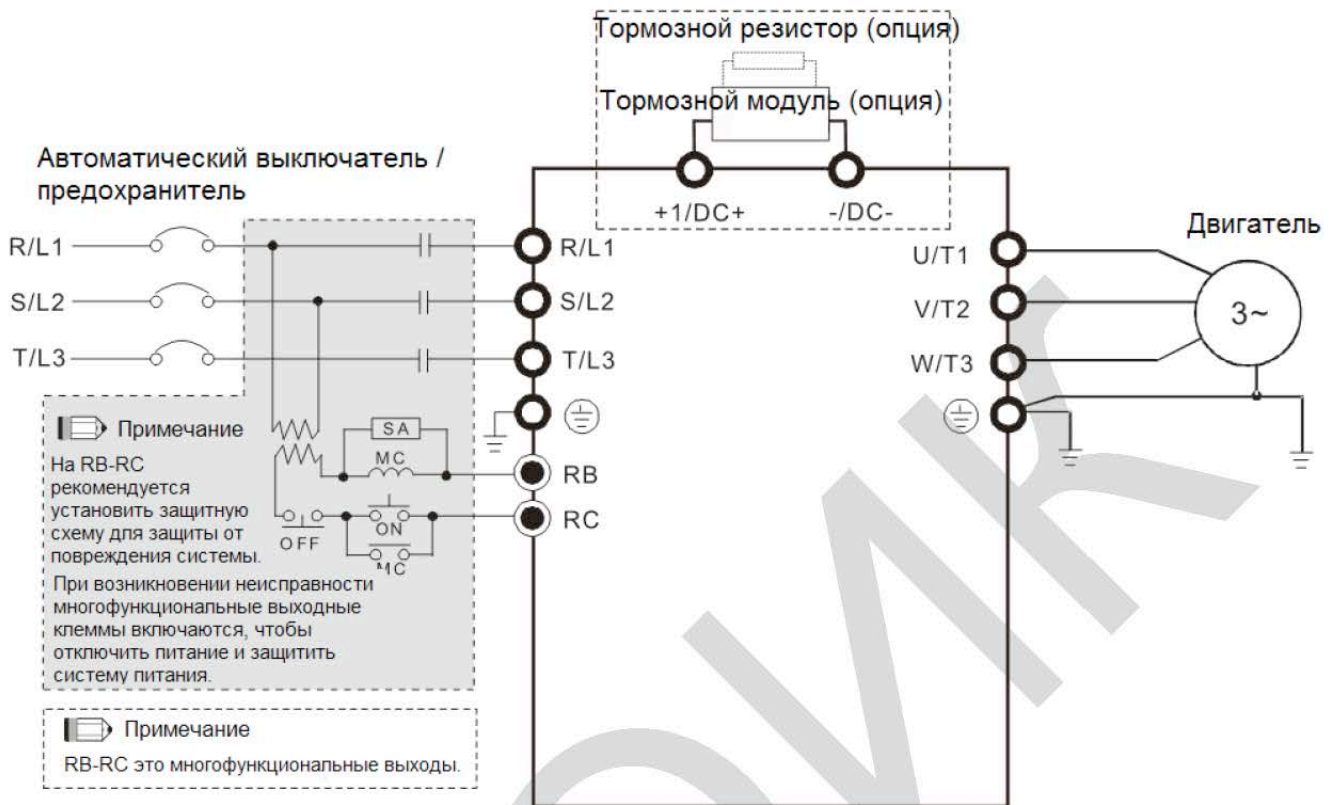 Тормозной резистор (опция)
Тормозной модуль (опция)
+1/DC+
-/DC-
Автоматический выключатель /
предохранитель
Двигатель
R/L1
R/L1
U/T1
S/L2
S/L2
V/T2
3~
T/L3
T/L3
W/T3
Примечание
На RB-RC
рекомендуется
установить защитную
схему для защиты от
повреждения системы.
При возникновении неисправности
многофункциональные выходные
клеммы включаются, чтобы
отключить питание и защитить
систему питания.
SA
MC
RB
OFF
ON
RC
MC
Примечание
RB-RC это многофункциональные выходы.